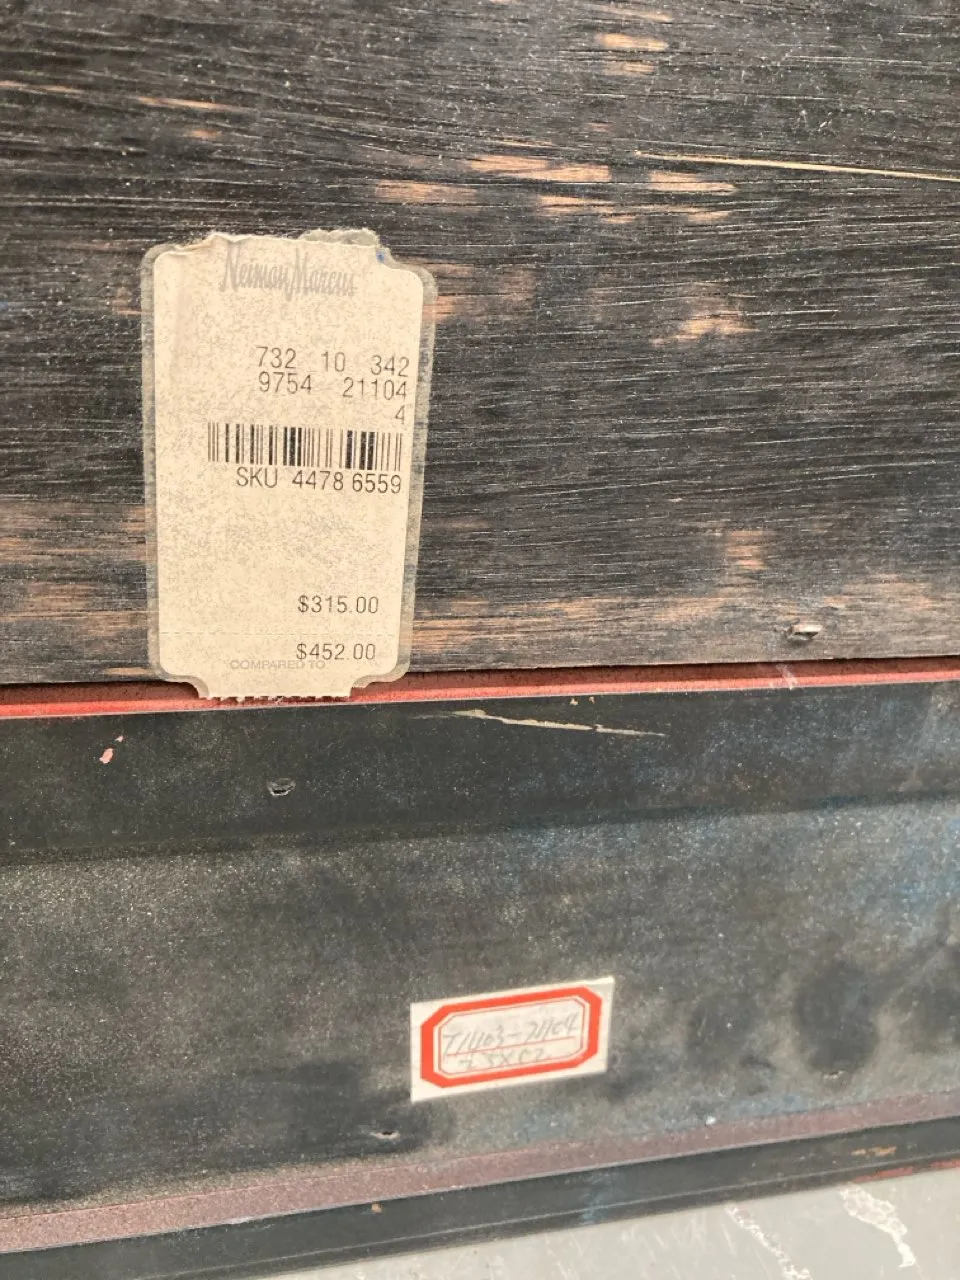 Neiman Marcus
732 10 342
9754 21104
4
SKU 4478 6559
$315.00
$452.00
COMPARED TO